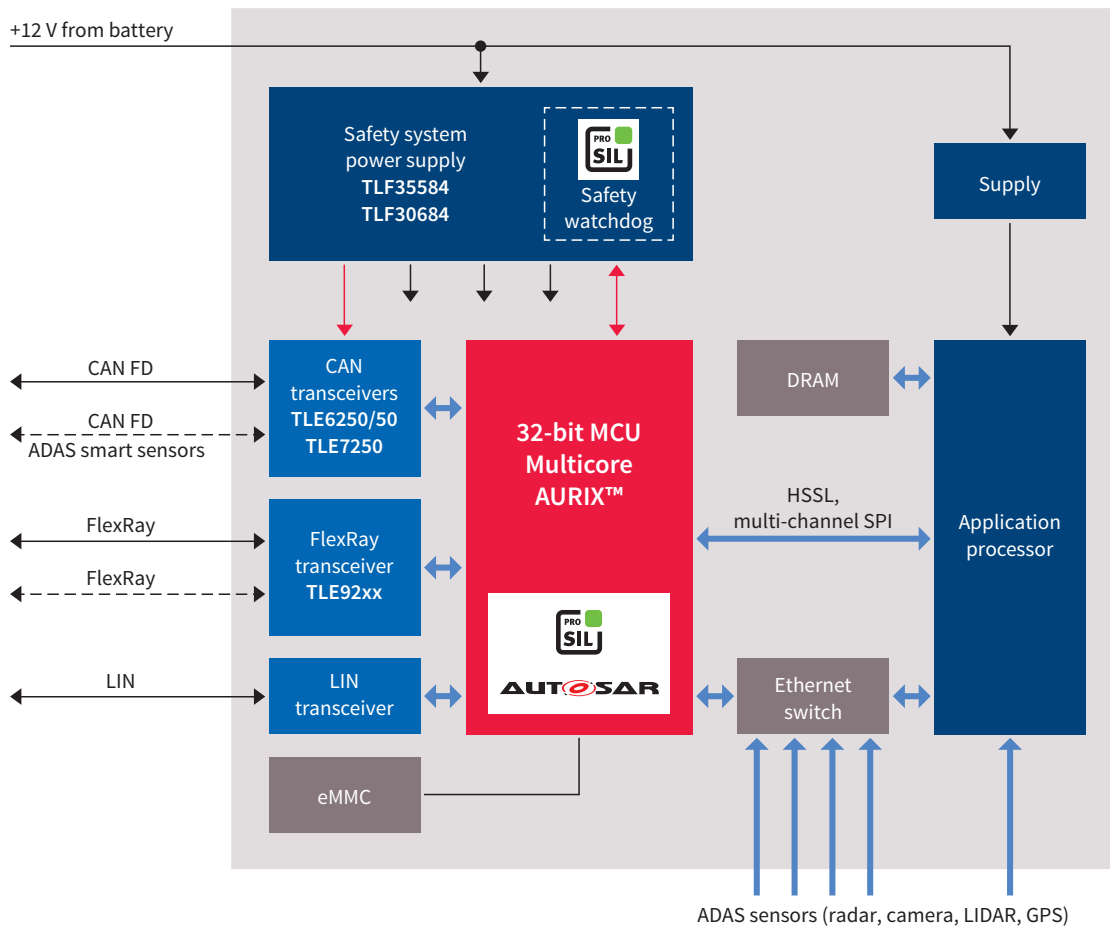 +12 V from battery
Safety system
power supply
TLF35584
TLF30684
PRO
SIL
Safety
watchdog
Supply
CAN FD
CAN FD
ADAS smart sensors
CAN
transceivers
TLE6250/50
TLE7250
32-bit MCU
Multicore
AURIX™
DRAM
HSSL,
multi-channel SPI
Application
processor
FlexRay
FlexRay
FlexRay
transceiver
TLE92xx
PRO
SIL
AUTOSAR
LIN
LIN
transceiver
Ethernet
switch
eMMC
ADAS sensors (radar, camera, LIDAR, GPS)